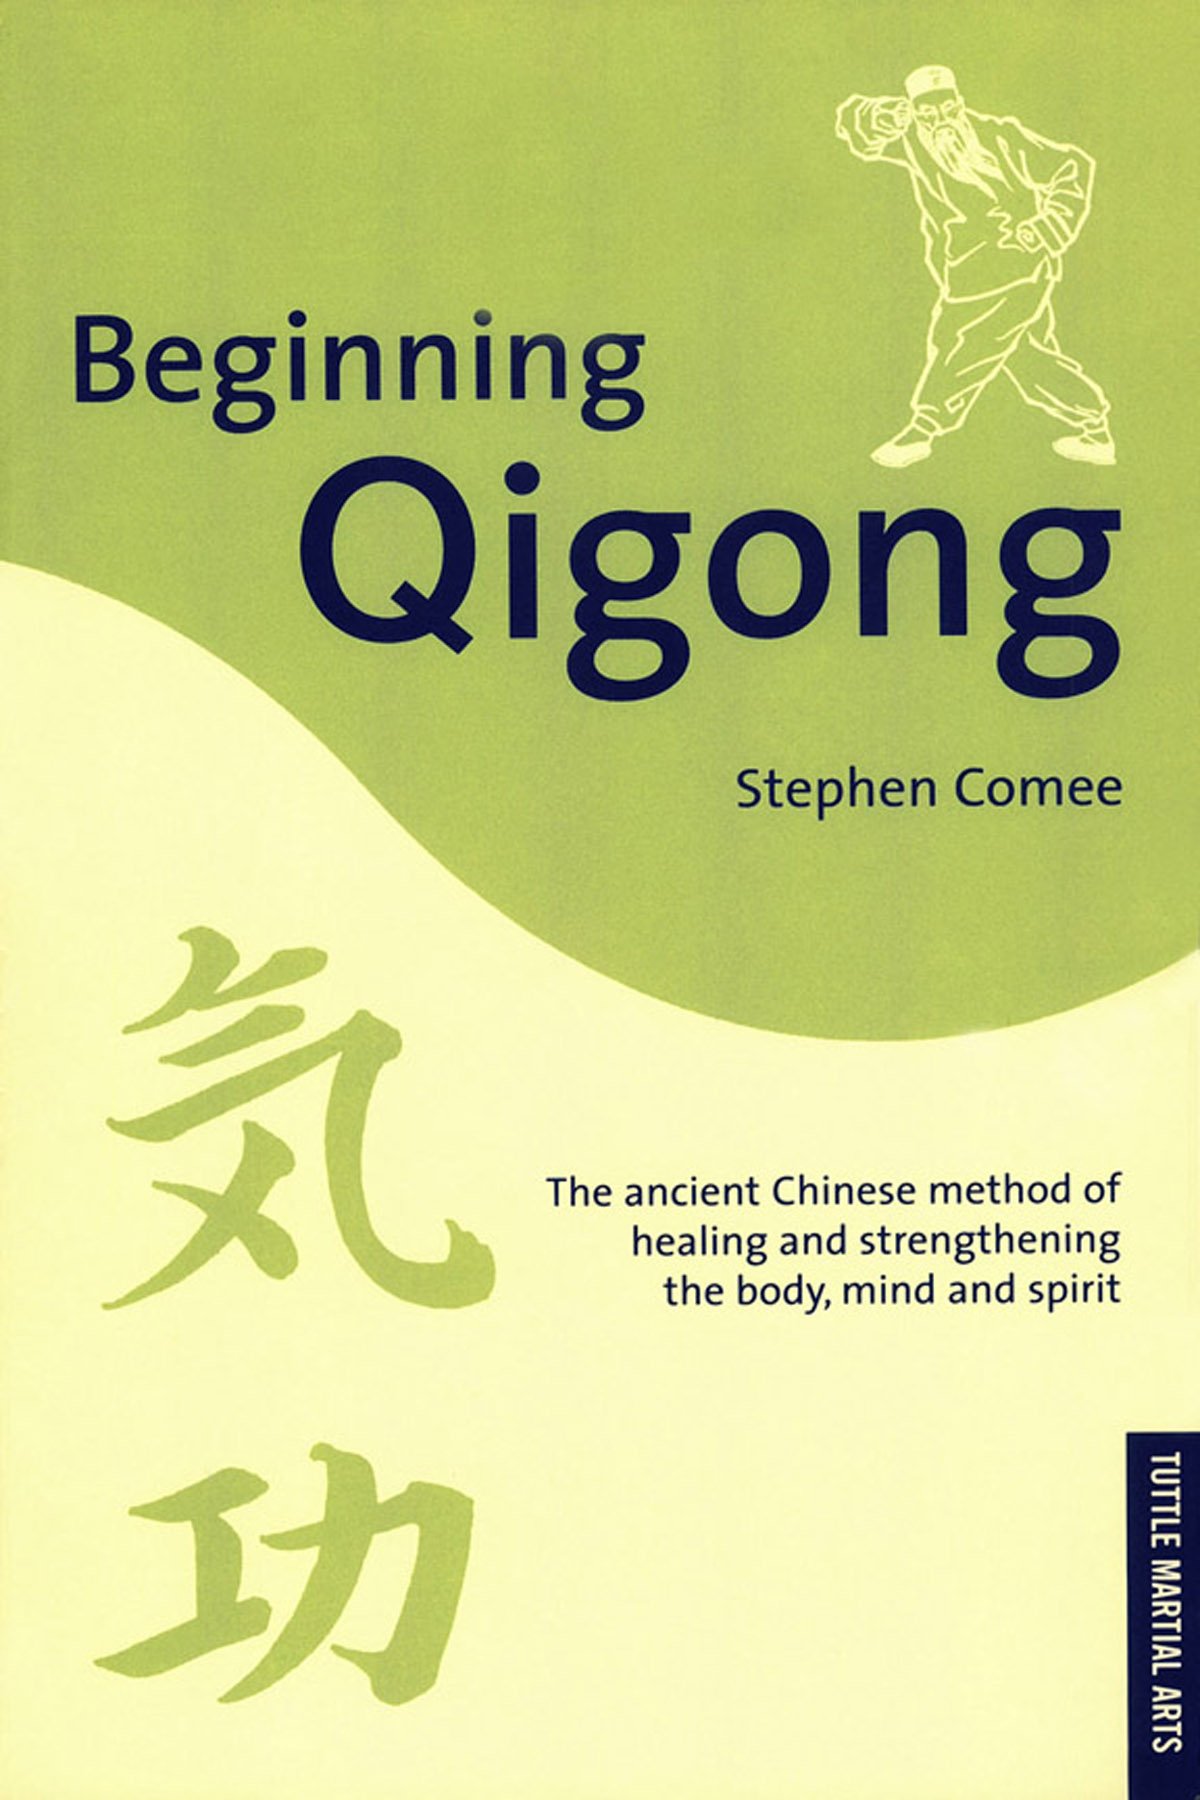 Beginning
Qigong
Stephen Comee
気
功
The ancient Chinese method of
healing and strengthening
the body, mind and spirit
TUTTLE MARTIAL ARTS